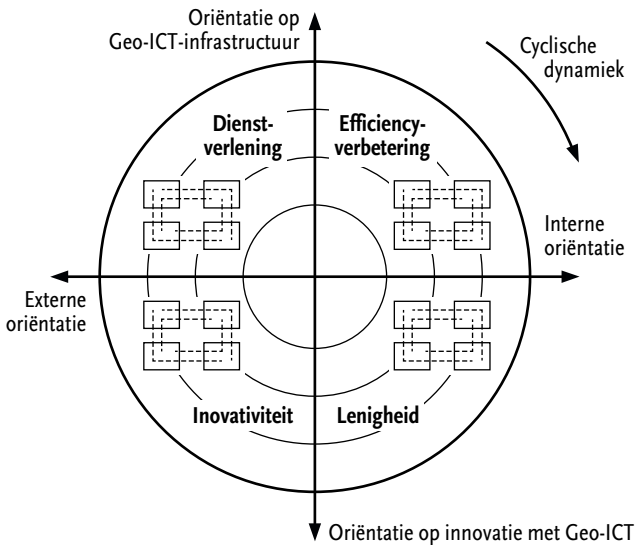 Oriëntatie op
Geo-ICT-infrastructuur
Cyclische
dynamiek
Dienst-
verlening
Efficiency-
verbetering
Interne
oriëntatie
Externe
oriëntatie
Inovativiteit
Lenigheid
Oriëntatie op innovatie met Geo-ICT